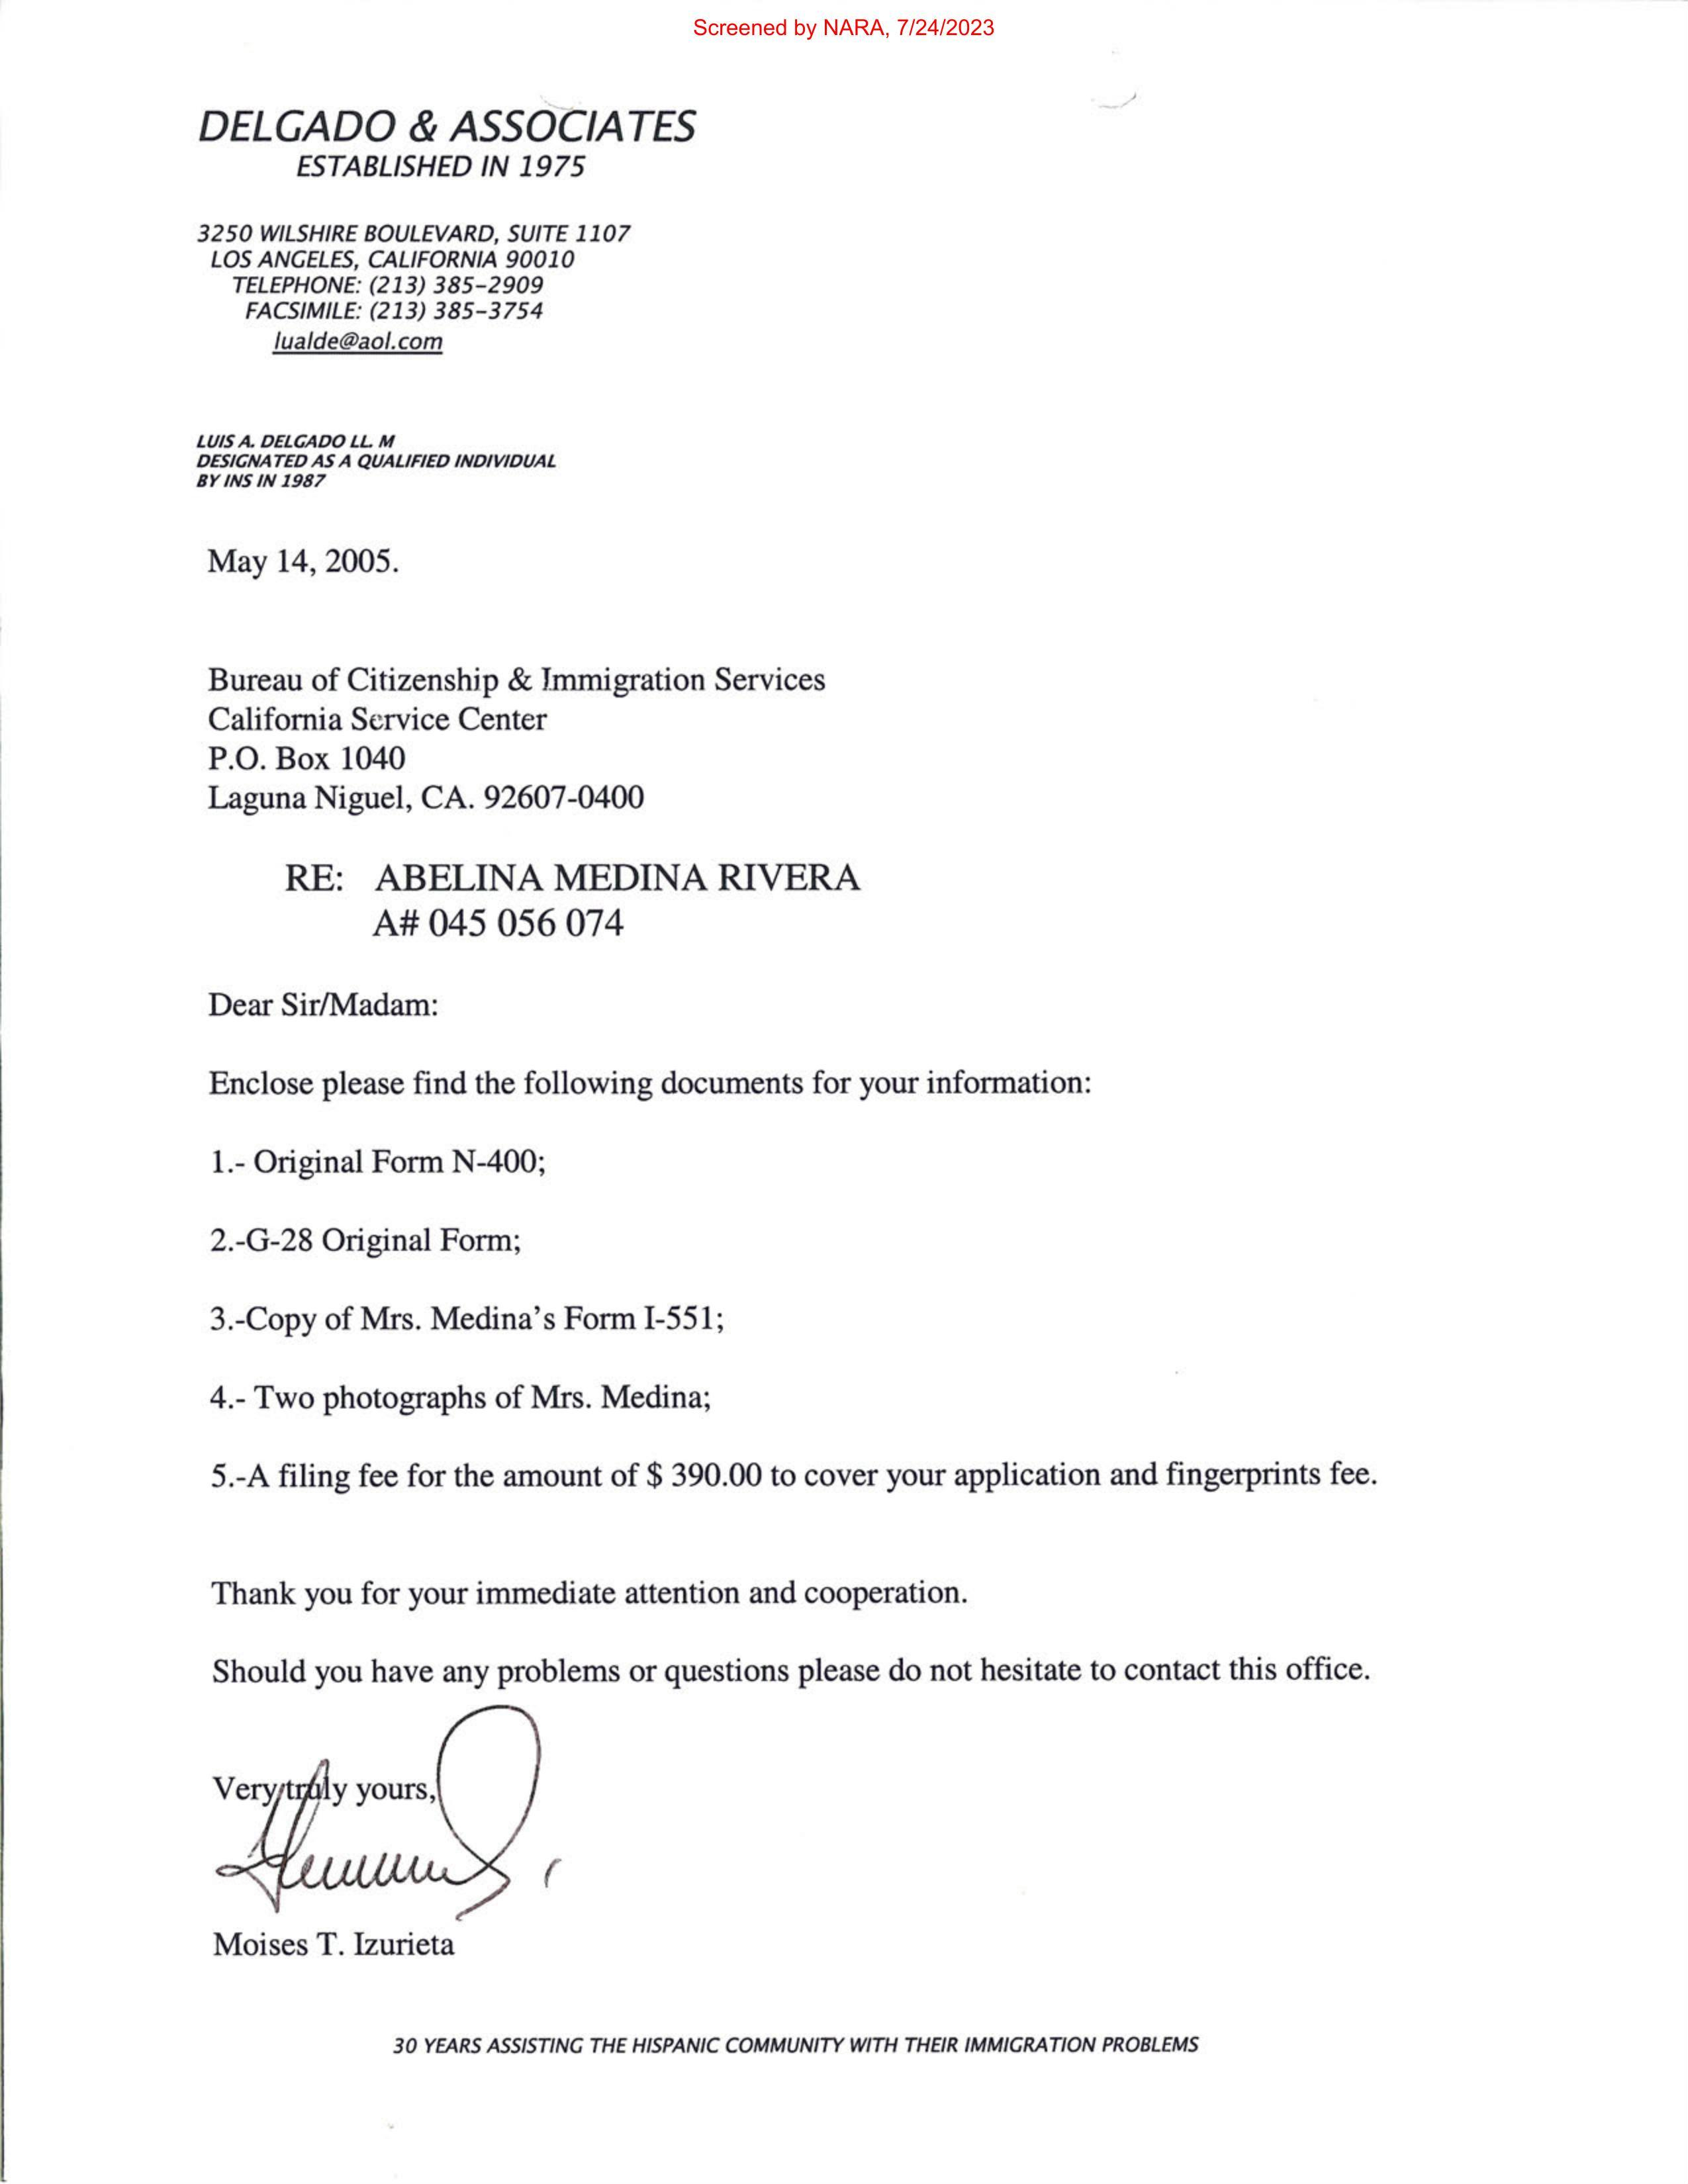 Screened by NARA, 7/24/2023
DELGADO & ASSOCIATES
ESTABLISHED IN 1975
3250 WILSHIRE BOULEVARD, SUITE 1107
LOS ANGELES, CALIFORNIA 90010
TELEPHONE: (213) 385-2909
FACSIMILE: (213) 385-3754
lualde@aol.com
LUIS A. DELGADO LL. M
DESIGNATED AS A QUALIFIED INDIVIDUAL
BY INS IN 1987
May 14, 2005.
Bureau of Citizenship & Immigration Services
California Service Center
P.O. Box 1040
Laguna Niguel, CA. 92607-0400
RE: ABELINA MEDINA RIVERA
A# 045 056 074
Dear Sir/Madam:
Enclose please find the following documents for your information:
1.- Original Form N-400;
2.-G-28 Original Form;
3.-Copy of Mrs. Medina's Form I-551;
4.- Two photographs of Mrs. Medina;
5.-A filing fee for the amount of $ 390.00 to cover your application and fingerprints fee.
Thank you for your immediate attention and cooperation.
Should you have any problems or questions please do not hesitate to contact this office.
Very truly yours,
Moises T. Izurieta
30 YEARS ASSISTING THE HISPANIC COMMUNITY WITH THEIR IMMIGRATION PROBLEMS